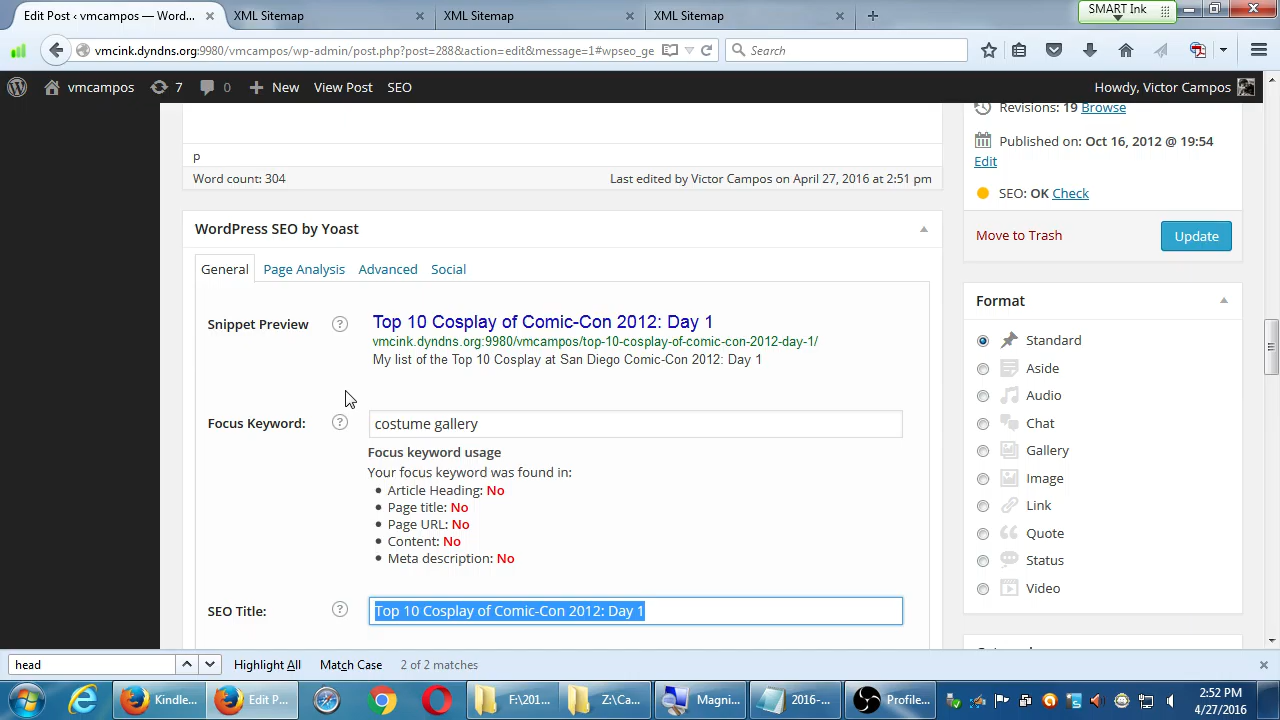 Edit Post ‹ vmcampos — Wor...
XML Sitemap
XML Sitemap
XML Sitemap
SMART Ink
vmcink.dyndns.org:9980/vmcampos/wp-admin/post.php?post=288&action=edit&message=1#wpseo_ge
Search
vmcampos
7
0
New
View Post
SEO
Howdy, Victor Campos
p
Word count: 304
Last edited by Victor Campos on April 27, 2016 at 2:51 pm
Revisions: 19 Browse
Published on: Oct 16, 2012 @ 19:54
Edit
SEO: OK Check
Move to Trash
Update
WordPress SEO by Yoast
General
Page Analysis
Advanced
Social
Snippet Preview
?
Top 10 Cosplay of Comic-Con 2012: Day 1
vmcink.dyndns.org:9980/vmcampos/top-10-cosplay-of-comic-con-2012-day-1/
My list of the Top 10 Cosplay at San Diego Comic-Con 2012: Day 1
Focus Keyword:
?
costume gallery
Focus keyword usage
Your focus keyword was found in:
• Article Heading: No
• Page title: No
• Page URL: No
• Content: No
• Meta description: No
SEO Title:
?
Top 10 Cosplay of Comic-Con 2012: Day 1
Format
Standard
Aside
Audio
Chat
Gallery
Image
Link
Quote
Status
Video
head
Highlight All
Match Case
2 of 2 matches
Kindle...
Edit P...
F:\201...
Z:\Ca...
Magni...
2016-...
Profile...
2:52 PM
4/27/2016